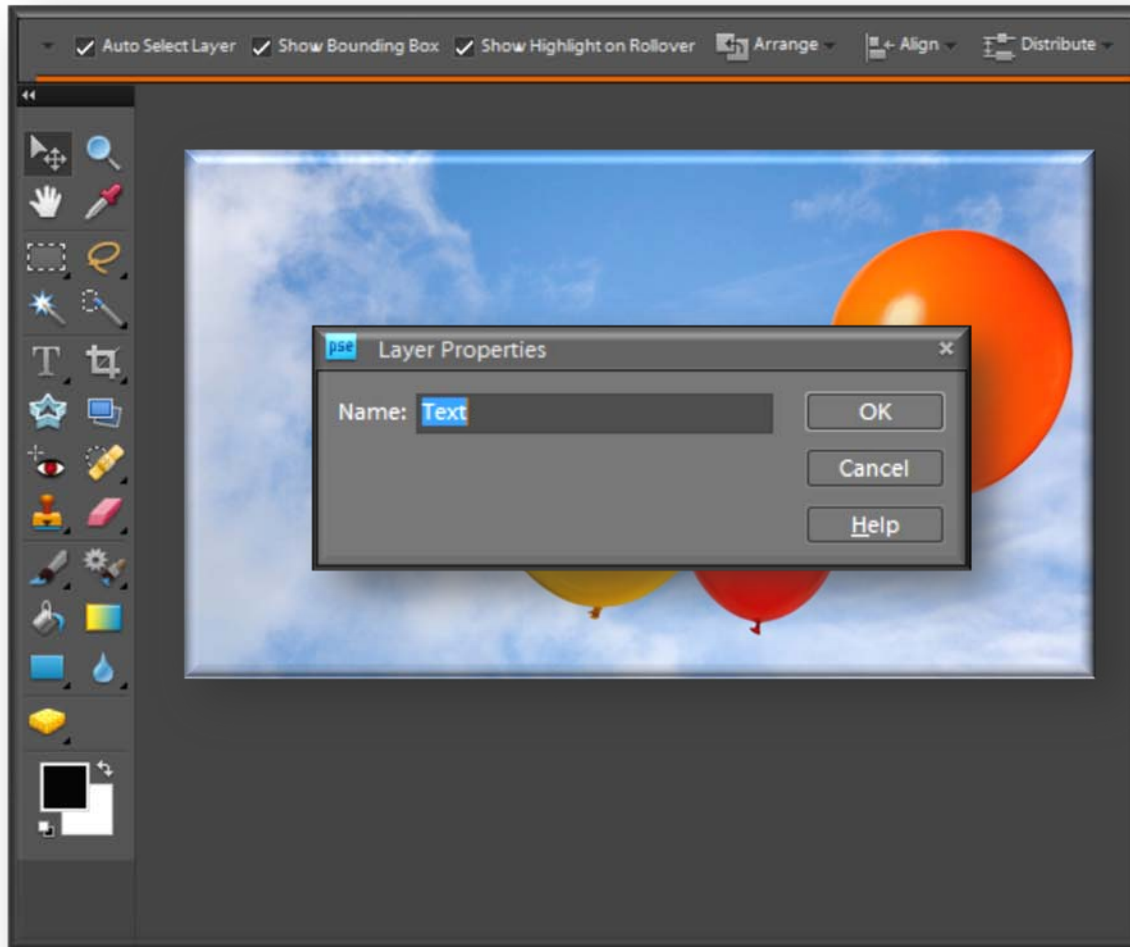 Auto Select Layer Show Bounding Box Show Highlight on Rollover Arrange Align Distribute
T
pse Layer Properties
Name: Text OK
Cancel
Help